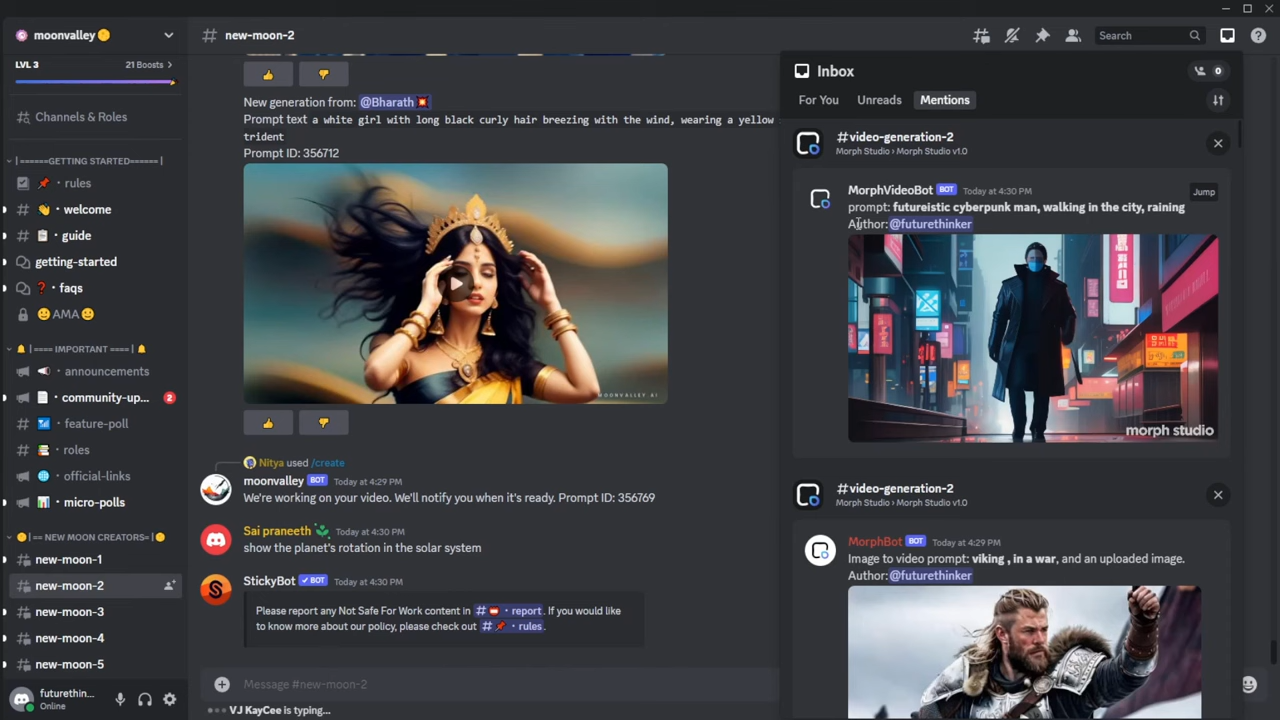 moonvalley
LVL 3
21 Boosts >
Channels & Roles
|======GETTING STARTED======|
rules
welcome
guide
getting-started
faqs
AMA
| ==== IMPORTANT ==== |
announcements
community-up...
2
feature-poll
roles
official-links
micro-polls
| == NEW MOON CREATORS= |
new-moon-1
new-moon-2
new-moon-3
new-moon-4
new-moon-5
futurethin...
Online
# new-moon-2
Search
New generation from: @Bharath
Prompt text a white girl with long black curly hair breezing with the wind, wearing a yellow
trident
Prompt ID: 356712
MOONVALLEY AI
Nitya used /create
moonvalley BOT Today at 4:29 PM
We're working on your video. We'll notify you when it's ready. Prompt ID: 356769
Sai praneeth Today at 4:30 PM
show the planet's rotation in the solar system
StickyBot ✓ BOT Today at 4:30 PM
Please report any Not Safe For Work content in # · report. If you would like
to know more about our policy, please check out # · rules.
Message #new-moon-2
VJ KayCee is typing...
Inbox
0
For You Unreads Mentions
#video-generation-2
Morph Studio › Morph Studio v1.0
MorphVideoBot BOT Today at 4:30 PM
Jump
prompt: futureistic cyberpunk man, walking in the city, raining
Author: @futurethinker
morph studio
#video-generation-2
Morph Studio › Morph Studio v1.0
MorphBot BOT Today at 4:29 PM
Image to video prompt: viking , in a war, and an uploaded image.
Author: @futurethinker